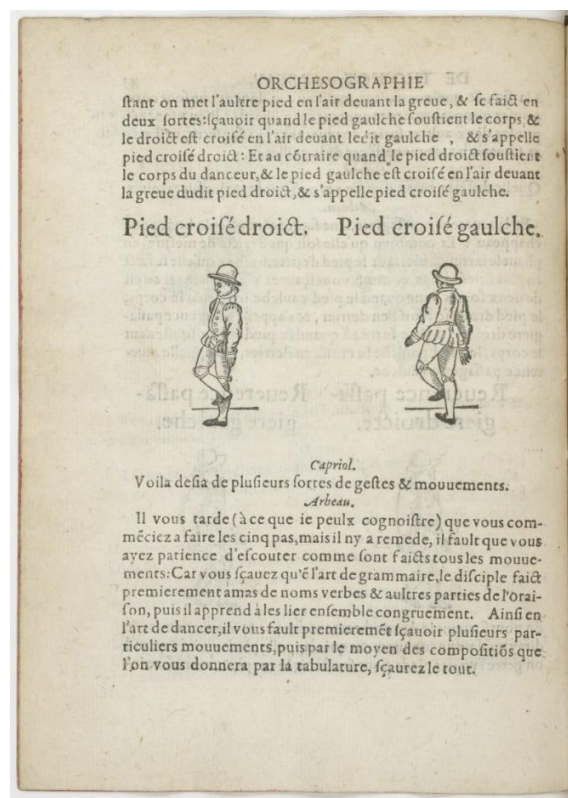 ORCHESOGRAPHIE
ſtant on met l'aultre pied en l'air deuant la greue, & ſe faict en
deux ſortes: ſçauoir quand le pied gaulche ſouſtient le corps, &
le droict eſt croiſé en l'air deuant ledit gaulche , & s'appelle
pied croiſé droict: Et au cõtraire quand le pied droict ſouſtient
le corps du danceur, & le pied gaulche eſt croiſé en l'air deuant
la greue dudit pied droict, & s'appelle pied croiſé gaulche.
Pied croiſé droict. Pied croiſé gaulche.
Capriol.
Voila deſia de pluſieurs ſortes de geſtes & mouuements.
Arbeau.
Il vous tarde (à ce que ie peulx cognoiſtre) que vous com-
mẽciez a faire les cinq pas, mais il ny a remede, il fault que vous
ayez patience d'eſcouter comme ſont faicts tous les mouue-
ments: Car vous ſçauez qu'ẽ l'art de grammaire, le diſciple faict
premierement amas de noms verbes & aultres parties de l'Orai-
ſon, puis il apprend à les lier enſemble congruement. Ainſi en
l'art de dancer, il vous fault premieremẽt ſçauoir pluſieurs par-
ticuliers mouuements, puis par le moyen des compoſitiõs que
l'on vous donnera par la tabulature, ſçaurez le tout.